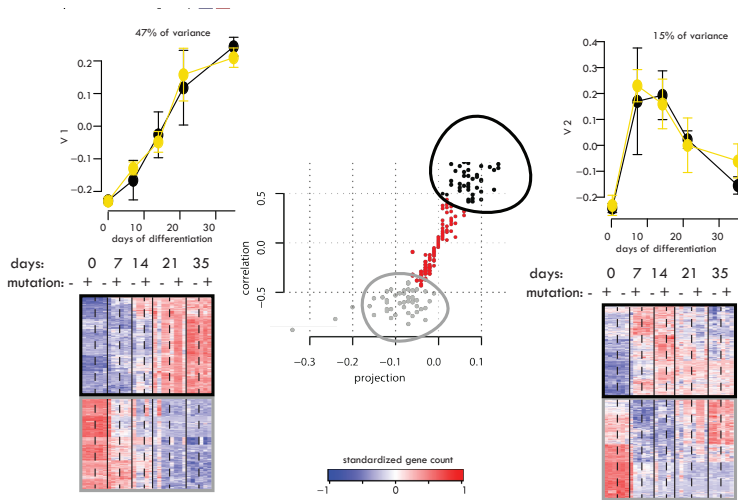 47% of variance
0.2
0.1
0.0
−0.1
−0.2
V 1
0 10 20 30
days of differentiation
days: 0 7 14 21 35
mutation: - + - + - + - + - +
0.5
0.0
−0.5
correlation
−0.3 −0.2 −0.1 0.0 0.1
projection
standardized gene count
−1 0 1
15% of variance
0.4
0.3
0.2
0.1
0.0
-0.1
0.2
V 2
0 10 20 30
days of differentiation
days: 0 7 14 21 35
mutation: - + - + - + - + - +